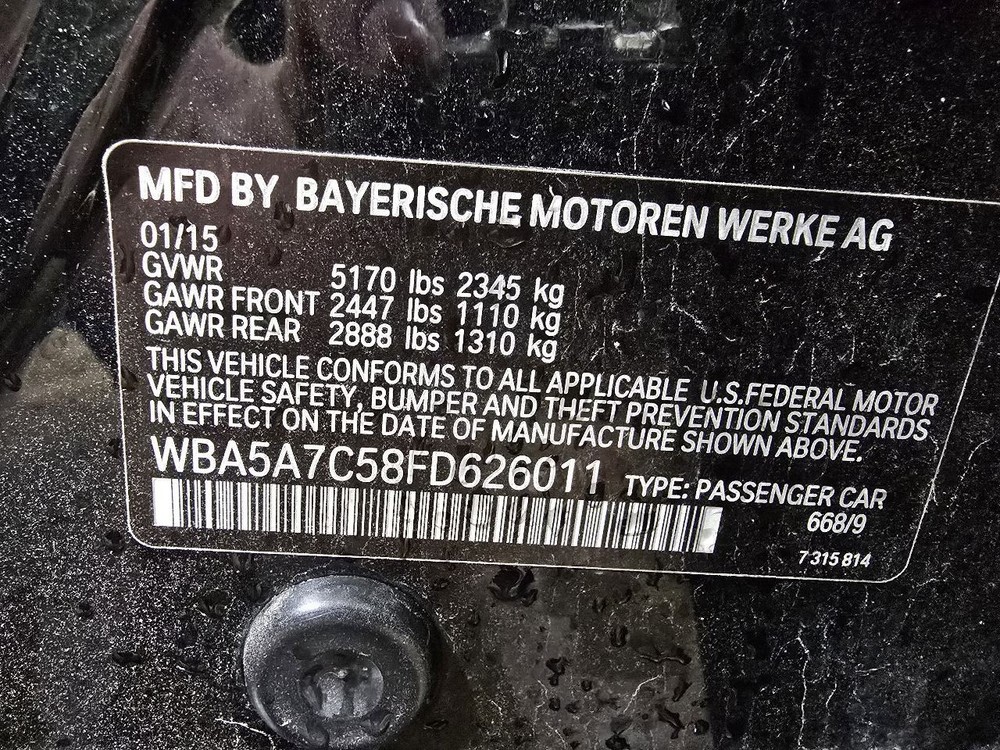 MFD BY BAYERISCHE MOTOREN WERKE AG
01/15
GVWR 5170 lbs 2345 kg
GAWR FRONT 2447 lbs 1110 kg
GAWR REAR 2888 lbs 1310 kg
THIS VEHICLE CONFORMS TO ALL APPLICABLE U.S.FEDERAL MOTOR
VEHICLE SAFETY, BUMPER AND THEFT PREVENTION STANDARDS
IN EFFECT ON THE DATE OF MANUFACTURE SHOWN ABOVE.
WBA5A7C58FD626011 TYPE: PASSENGER CAR
668/9
7 315 814